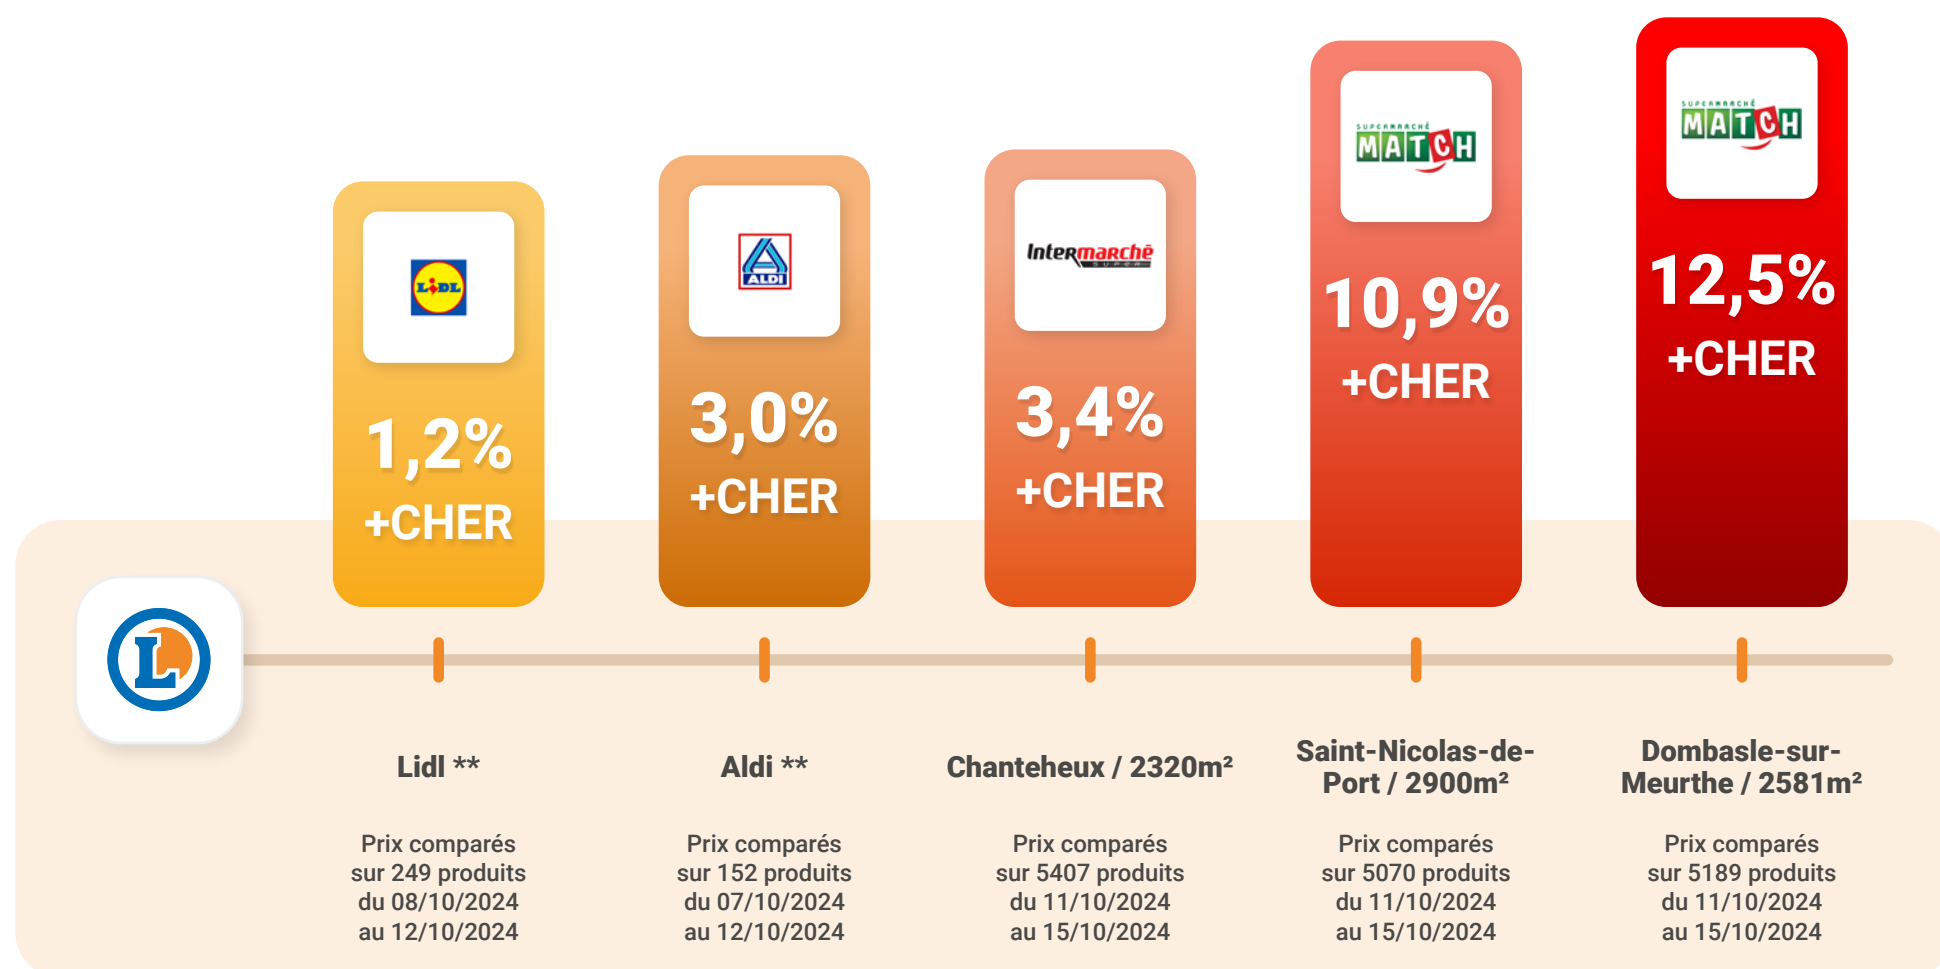 LIDL
1,2%
+CHER
ALDI
3,0%
+CHER
Intermarchē
SUPER
3,4%
+CHER
SUPERMARCHÉ
MATCH
10,9%
+CHER
SUPERMARCHÉ
MATCH
12,5%
+CHER
L
Lidl **
Prix comparés
sur 249 produits
du 08/10/2024
au 12/10/2024
Aldi **
Prix comparés
sur 152 produits
du 07/10/2024
au 12/10/2024
Chanteheux / 2320m²
Prix comparés
sur 5407 produits
du 11/10/2024
au 15/10/2024
Saint-Nicolas-de-
Port / 2900m²
Prix comparés
sur 5070 produits
du 11/10/2024
au 15/10/2024
Dombasle-sur-
Meurthe / 2581m²
Prix comparés
sur 5189 produits
du 11/10/2024
au 15/10/2024